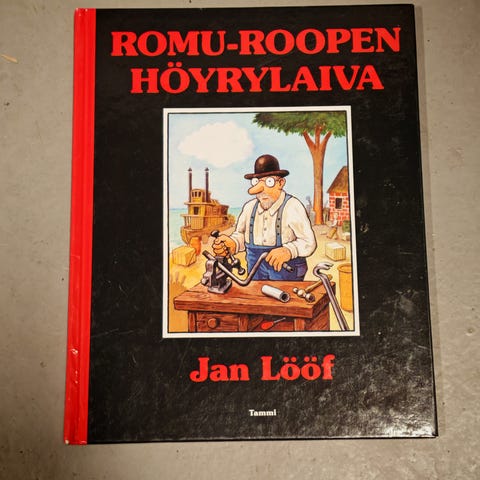 ROMU-ROOPEN
HÖYRYLAIVA
Jan Lööf
Tammi